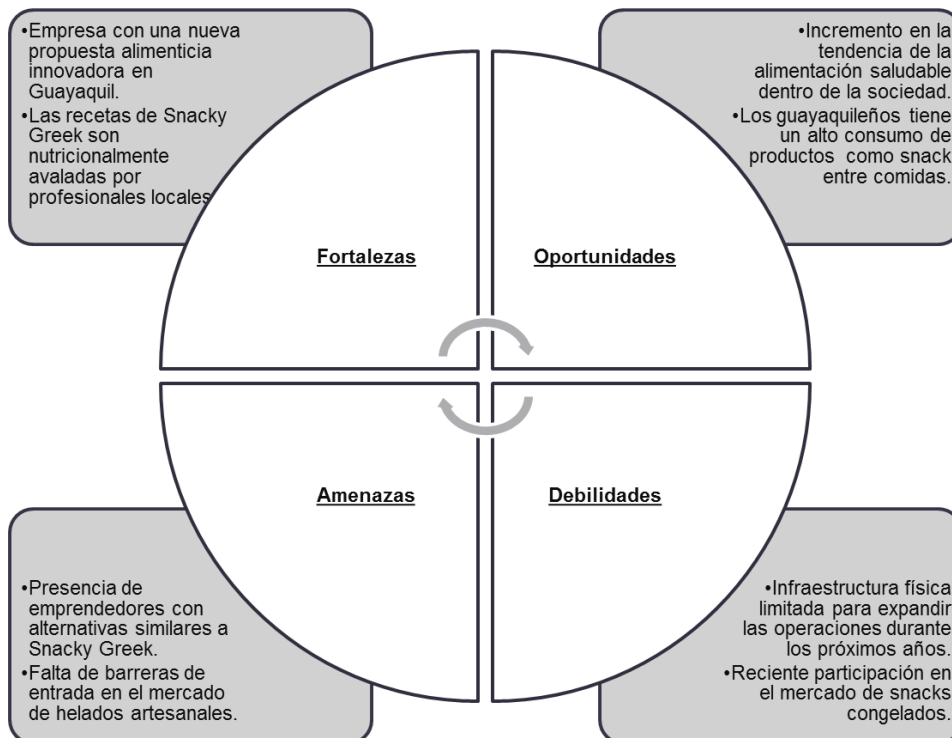 •Empresa con una nueva
propuesta alimenticia
innovadora en
Guayaquil.
•Las recetas de Snacky
Greek son
nutricionalmente
avaladas por
profesionales locales
•Incremento en la
tendencia de la
alimentación saludable
dentro de la sociedad.
•Los guayaquileños tiene
un alto consumo de
productos como snack
entre comidas.
Fortalezas
Oportunidades
Amenazas
Debilidades
•Presencia de
emprendedores con
alternativas similares a
Snacky Greek.
•Falta de barreras de
entrada en el mercado
de helados artesanales.
•Infraestructura física
limitada para expandir
las operaciones durante
los próximos años.
•Reciente participación en
el mercado de snacks
congelados.